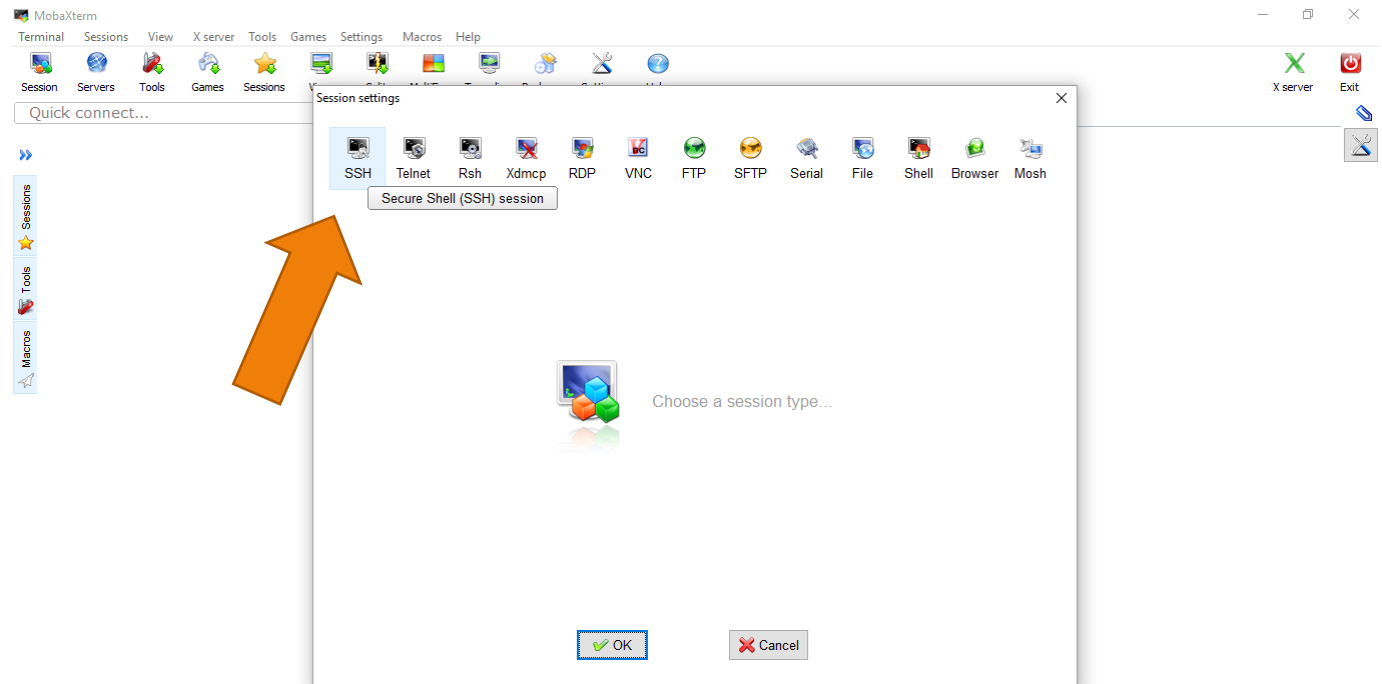 MobaXterm
Terminal Sessions View X server Tools Games Settings Macros Help
Session Servers Tools Games Sessions X server Exit
Quick connect...
Session settings
SSH Telnet Rsh Xdmcp RDP VNC FTP SFTP Serial File Shell Browser Mosh
Secure Shell (SSH) session
Sessions
Tools
Macros
Choose a session type...
OK Cancel